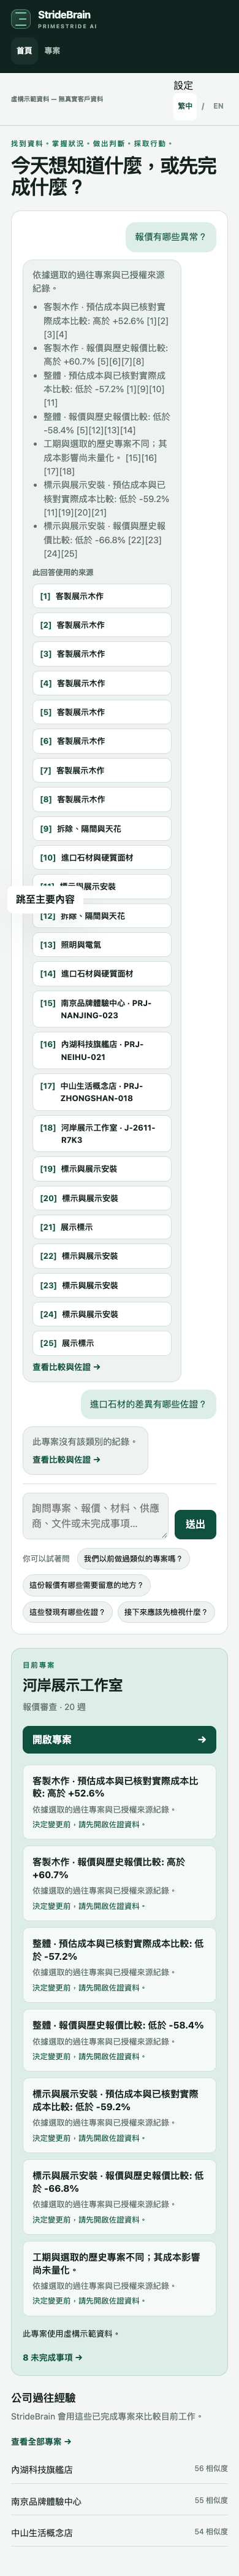 StrideBrain
PRIMESTRIDE AI
首頁 專案
虛構示範資料 — 無真實客戶資料
設定
繁中 / EN
找到資料。掌握狀況。做出判斷。採取行動。
今天想知道什麼，或先完
成什麼？
報價有哪些異常？
依據選取的過往專案與已授權來源
紀錄。
• 客製木作 · 預估成本與已核對實
際成本比較: 高於 +52.6% [1][2]
[3][4]
• 客製木作 · 報價與歷史報價比較:
高於 +60.7% [5][6][7][8]
• 整體 · 預估成本與已核對實際成
本比較: 低於 -57.2% [1][9][10]
[11]
• 整體 · 報價與歷史報價比較: 低於
-58.4% [5][12][13][14]
• 工期與選取的歷史專案不同；其
成本影響尚未量化。 [15][16]
[17][18]
• 標示與展示安裝 · 預估成本與已
核對實際成本比較: 低於 -59.2%
[11][19][20][21]
• 標示與展示安裝 · 報價與歷史報
價比較: 低於 -66.8% [22][23]
[24][25]
此回答使用的來源
[1] 客製展示木作
[2] 客製展示木作
[3] 客製展示木作
[4] 客製展示木作
[5] 客製展示木作
[6] 客製展示木作
[7] 客製展示木作
[8] 客製展示木作
[9] 拆除、隔間與天花
[10] 進口石材與硬質面材
[11] 標示與展示安裝
跳至主要內容
[12] 拆除、隔間與天花
[13] 照明與電氣
[14] 進口石材與硬質面材
[15] 南京品牌體驗中心 · PRJ-
NANJING-023
[16] 內湖科技旗艦店 · PRJ-
NEIHU-021
[17] 中山生活概念店 · PRJ-
ZHONGSHAN-018
[18] 河岸展示工作室 · J-2611-
R7K3
[19] 標示與展示安裝
[20] 標示與展示安裝
[21] 展示標示
[22] 標示與展示安裝
[23] 標示與展示安裝
[24] 標示與展示安裝
[25] 展示標示
查看比較與佐證 →
進口石材的差異有哪些佐證？
此專案沒有該類別的紀錄。
查看比較與佐證 →
詢問專案、報價、材料、供應
商、文件或未完成事項...
送出
你可以試著問 我們以前做過類似的專案嗎？
這份報價有哪些需要留意的地方？
這些發現有哪些佐證？ 接下來應該先檢視什麼？
目前專案
河岸展示工作室
報價審查 · 20 週
開啟專案 →
客製木作 · 預估成本與已核對實際成本比
較: 高於 +52.6%
依據選取的過往專案與已授權來源紀錄。
決定變更前，請先開啟佐證資料。
客製木作 · 報價與歷史報價比較: 高於
+60.7%
依據選取的過往專案與已授權來源紀錄。
決定變更前，請先開啟佐證資料。
整體 · 預估成本與已核對實際成本比較: 低
於 -57.2%
依據選取的過往專案與已授權來源紀錄。
決定變更前，請先開啟佐證資料。
整體 · 報價與歷史報價比較: 低於 -58.4%
依據選取的過往專案與已授權來源紀錄。
決定變更前，請先開啟佐證資料。
標示與展示安裝 · 預估成本與已核對實際
成本比較: 低於 -59.2%
依據選取的過往專案與已授權來源紀錄。
決定變更前，請先開啟佐證資料。
標示與展示安裝 · 報價與歷史報價比較: 低
於 -66.8%
依據選取的過往專案與已授權來源紀錄。
決定變更前，請先開啟佐證資料。
工期與選取的歷史專案不同；其成本影響
尚未量化。
依據選取的過往專案與已授權來源紀錄。
決定變更前，請先開啟佐證資料。
此專案使用虛構示範資料。
8 未完成事項 →
公司過往經驗
StrideBrain 會用這些已完成專案來比較目前工作。
查看全部專案 →
內湖科技旗艦店 56 相似度
南京品牌體驗中心 55 相似度
中山生活概念店 54 相似度